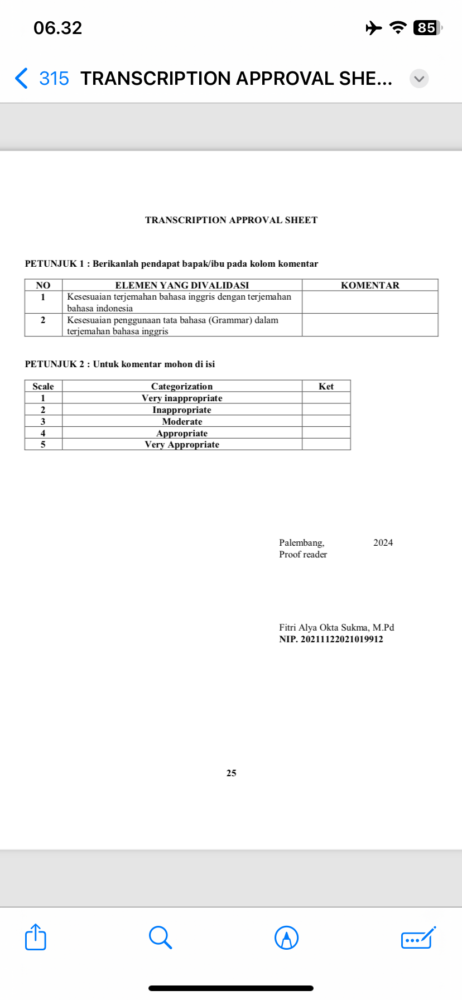 06.32
85
315 TRANSCRIPTION APPROVAL SHE...
TRANSCRIPTION APPROVAL SHEET
PETUNJUK 1 : Berikanlah pendapat bapak/ibu pada kolom komentar
NO ELEMEN YANG DIVALIDASI KOMENTAR
1 Kesesuaian terjemahan bahasa inggris dengan terjemahan
bahasa indonesia
2 Kesesuaian penggunaan tata bahasa (Grammar) dalam
terjemahan bahasa inggris
PETUNJUK 2 : Untuk komentar mohon di isi
Scale Categorization Ket
1 Very inappropriate
2 Inappropriate
3 Moderate
4 Appropriate
5 Very Appropriate
Palembang, 2024
Proof reader
Fitri Alya Okta Sukma, M.Pd
NIP. 20211122021019912
25